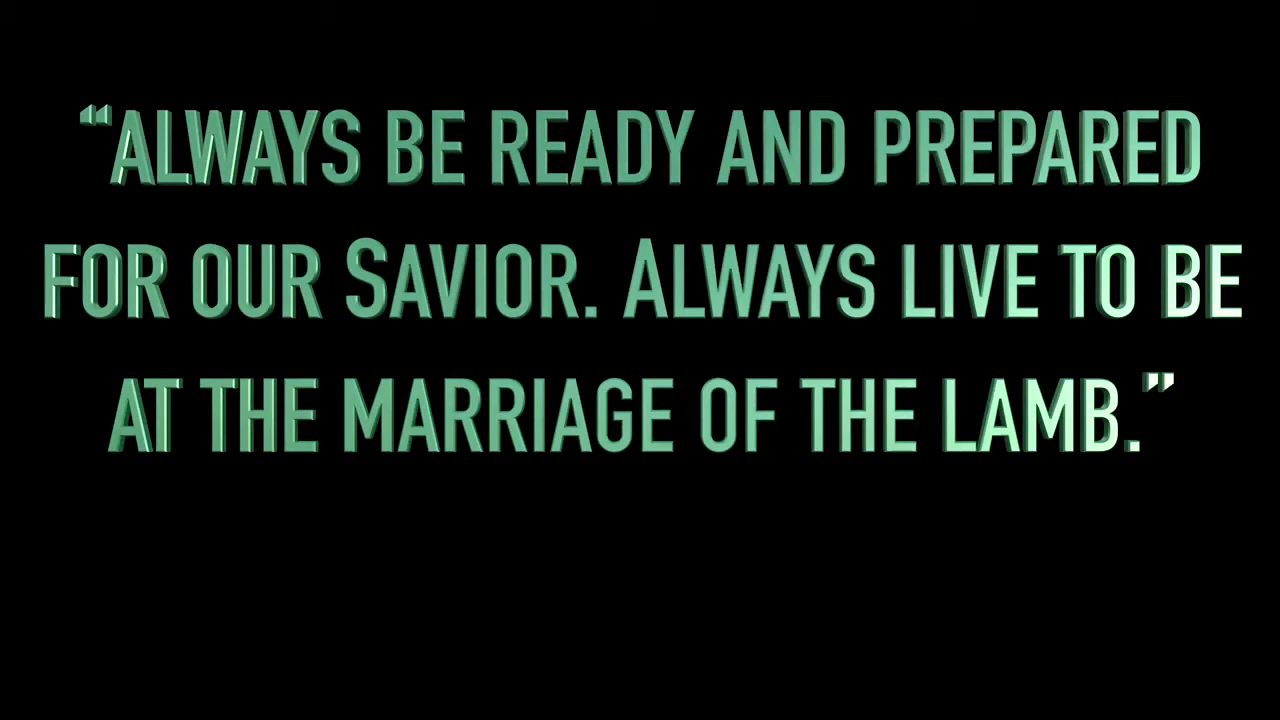 “ALWAYS BE READY AND PREPARED
FOR OUR SAVIOR. ALWAYS LIVE TO BE
AT THE MARRIAGE OF THE LAMB.”